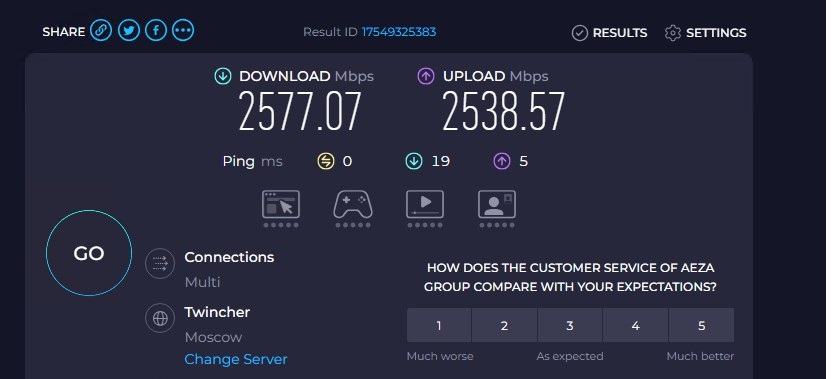 SHARE
Result ID 17549325383
RESULTS
SETTINGS
DOWNLOAD Mbps
UPLOAD Mbps
2577.07
2538.57
Ping ms 0 19 5
GO
Connections
Multi
Twincher
Moscow
Change Server
HOW DOES THE CUSTOMER SERVICE OF AEZA
GROUP COMPARE WITH YOUR EXPECTATIONS?
1 2 3 4 5
Much worse As expected Much better